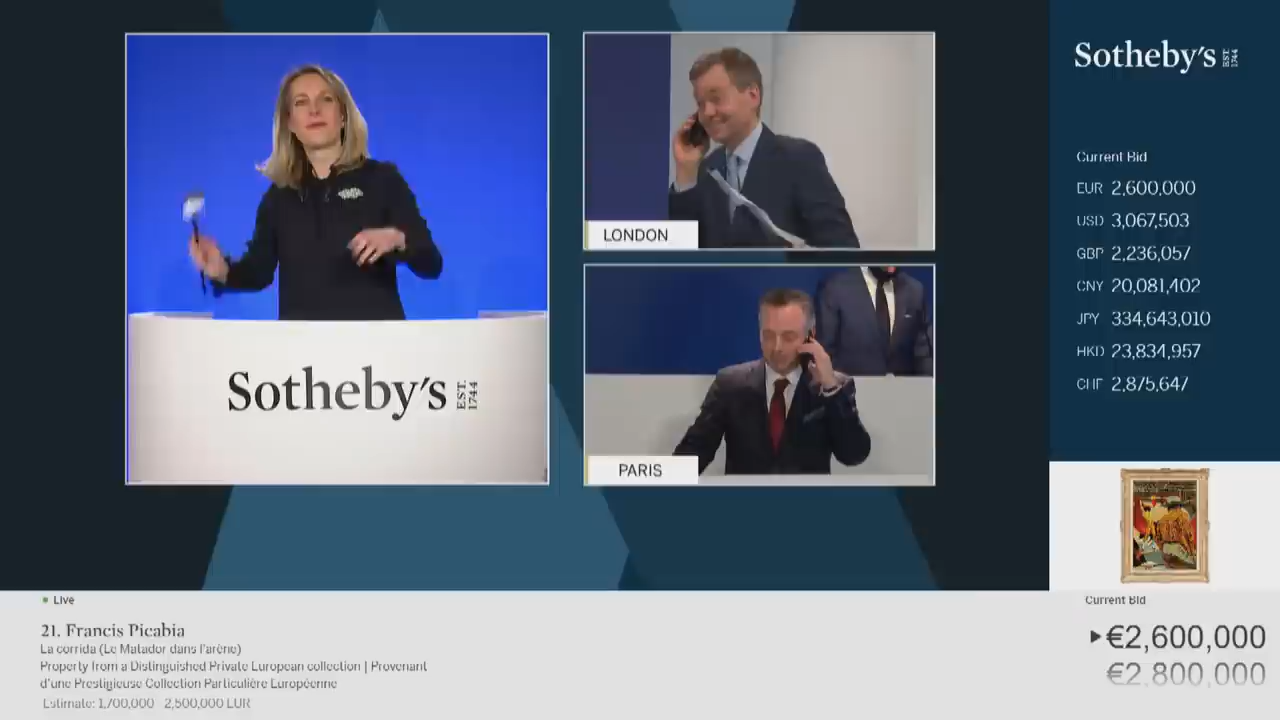 Sotheby's EST. 1744
LONDON
PARIS
Sotheby's EST. 1744
Current Bid
EUR 2,600,000
USD 3,067,503
GBP 2,236,057
CNY 20,081,402
JPY 334,643,010
HKD 23,834,957
CHF 2,875,647
Live
21. Francis Picabia
La corrida (Le Matador dans l'arène)
Property from a Distinguished Private European collection | Provenant
d'une Prestigieuse Collection Particulière Européenne
Estimate: 1,700,000 2,500,000 EUR
Current Bid
€2,600,000
€2,800,000